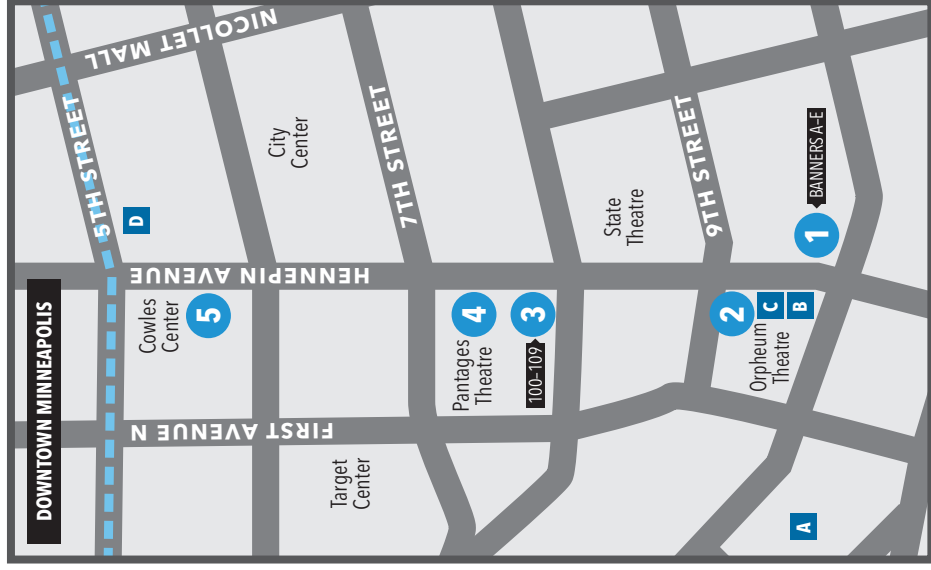 DOWNTOWN MINNEAPOLIS
5TH STREET
NICOLLET MALL
D
HENNEPIN AVENUE
Cowles
Center
5
City
Center
FIRST AVENUE N
7TH STREET
Target
Center
Pantages
Theatre
4
3
100–109
State
Theatre
9TH STREET
2
Orpheum
Theatre
C
B
1
BANNERS A–E
A